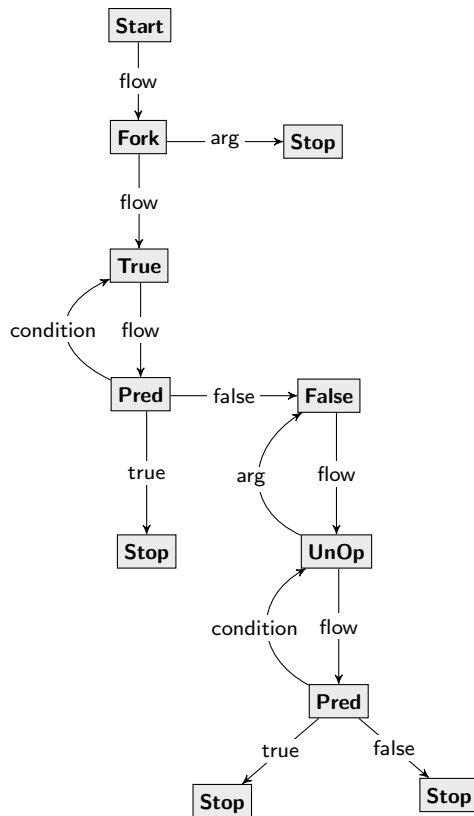 Start
flow
Fork
arg
Stop
flow
True
condition
flow
Pred
false
False
true
arg
flow
Stop
UnOp
condition
flow
Pred
true
false
Stop
Stop